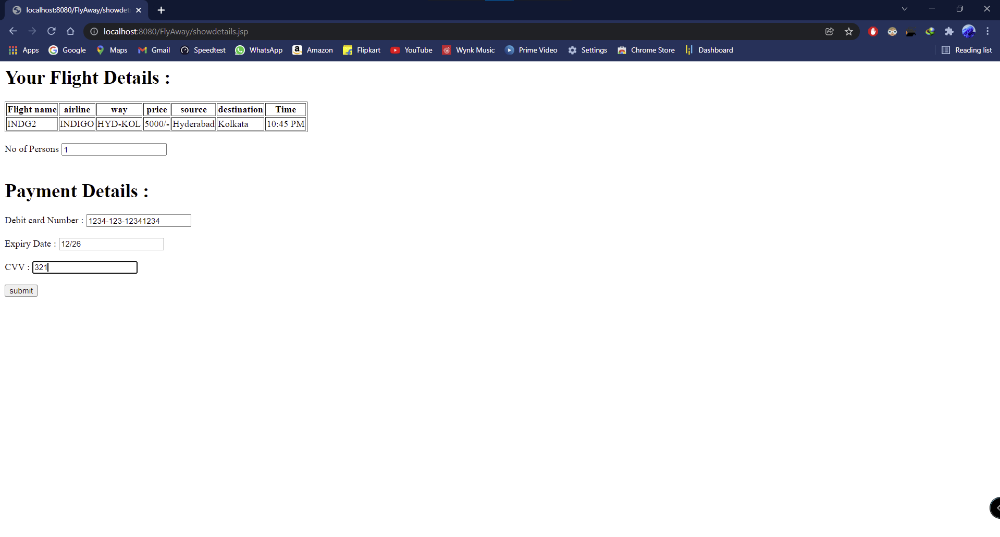 localhost:8080/FlyAway/showdet
localhost:8080/FlyAway/showdetails.jsp
Apps Google Maps Gmail Speedtest WhatsApp Amazon Flipkart YouTube Wynk Music Prime Video Settings Chrome Store Dashboard Reading list
Your Flight Details :
Flight name airline way price source destination Time
INDG2 INDIGO HYD-KOL 5000/- Hyderabad Kolkata 10:45 PM
No of Persons 1
Payment Details :
Debit card Number : 1234-123-12341234
Expiry Date : 12/26
CVV : 321
submit